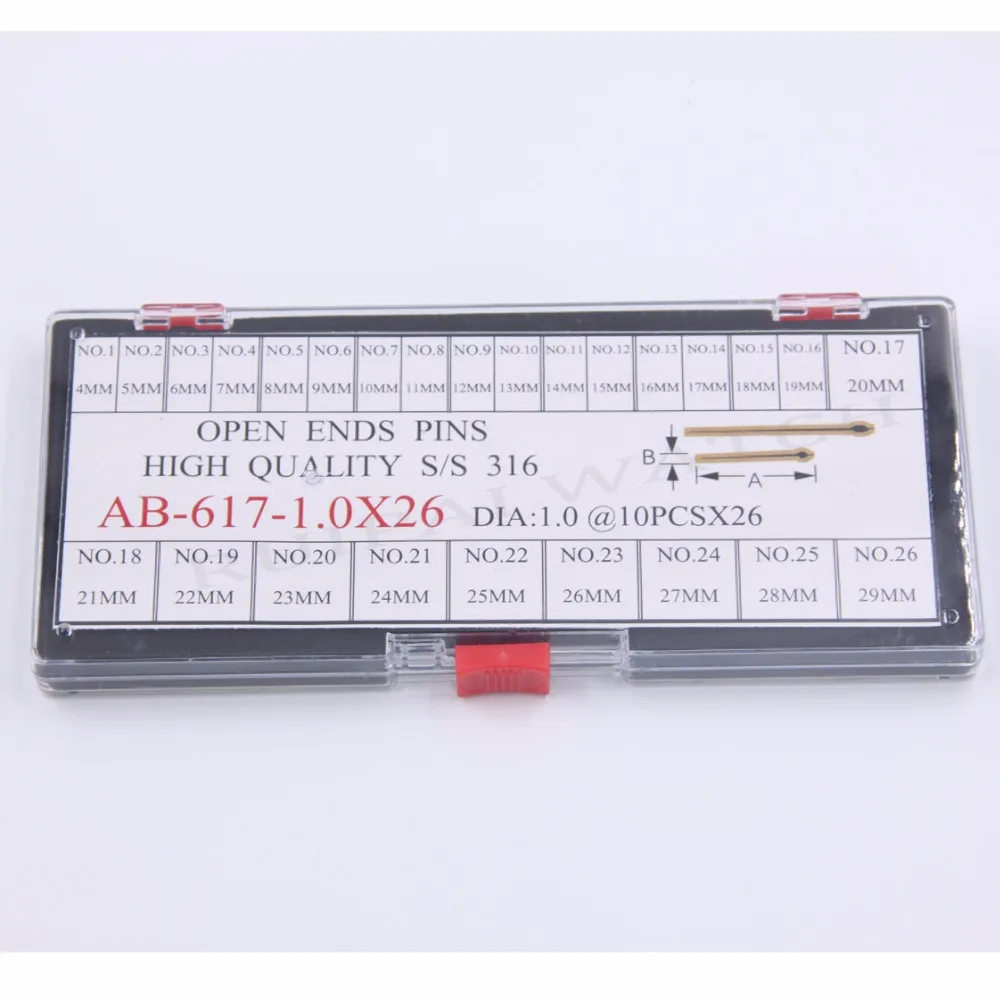 NO.1 NO.2 NO.3 NO.4 NO.5 NO.6 NO.7 NO.8 NO.9 NO.10 NO.11 NO.12 NO.13 NO.14 NO.15 NO.16 NO.17
4MM 5MM 6MM 7MM 8MM 9MM 10MM 11MM 12MM 13MM 14MM 15MM 16MM 17MM 18MM 19MM 20MM
OPEN ENDS PINS
HIGH QUALITY S/S 316
B
A
AB-617-1.0X26 DIA:1.0 @10PCSX26
NO.18 NO.19 NO.20 NO.21 NO.22 NO.23 NO.24 NO.25 NO.26
21MM 22MM 23MM 24MM 25MM 26MM 27MM 28MM 29MM